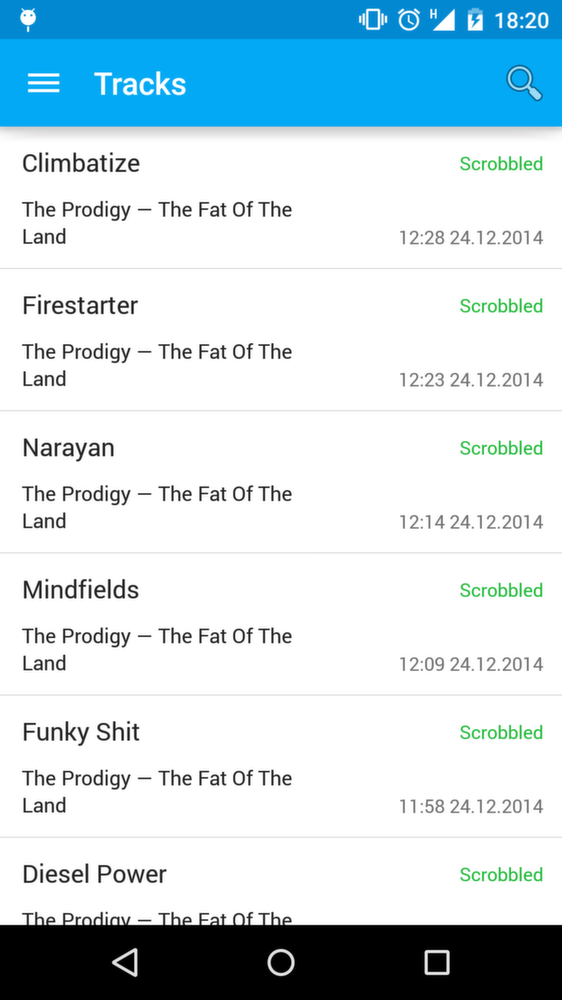 H
18:20
Tracks
Climbatize
Scrobbled
The Prodigy — The Fat Of The
Land
12:28 24.12.2014
Firestarter
Scrobbled
The Prodigy — The Fat Of The
Land
12:23 24.12.2014
Narayan
Scrobbled
The Prodigy — The Fat Of The
Land
12:14 24.12.2014
Mindfields
Scrobbled
The Prodigy — The Fat Of The
Land
12:09 24.12.2014
Funky Shit
Scrobbled
The Prodigy — The Fat Of The
Land
11:58 24.12.2014
Diesel Power
Scrobbled
The Prodigy — The Fat Of The